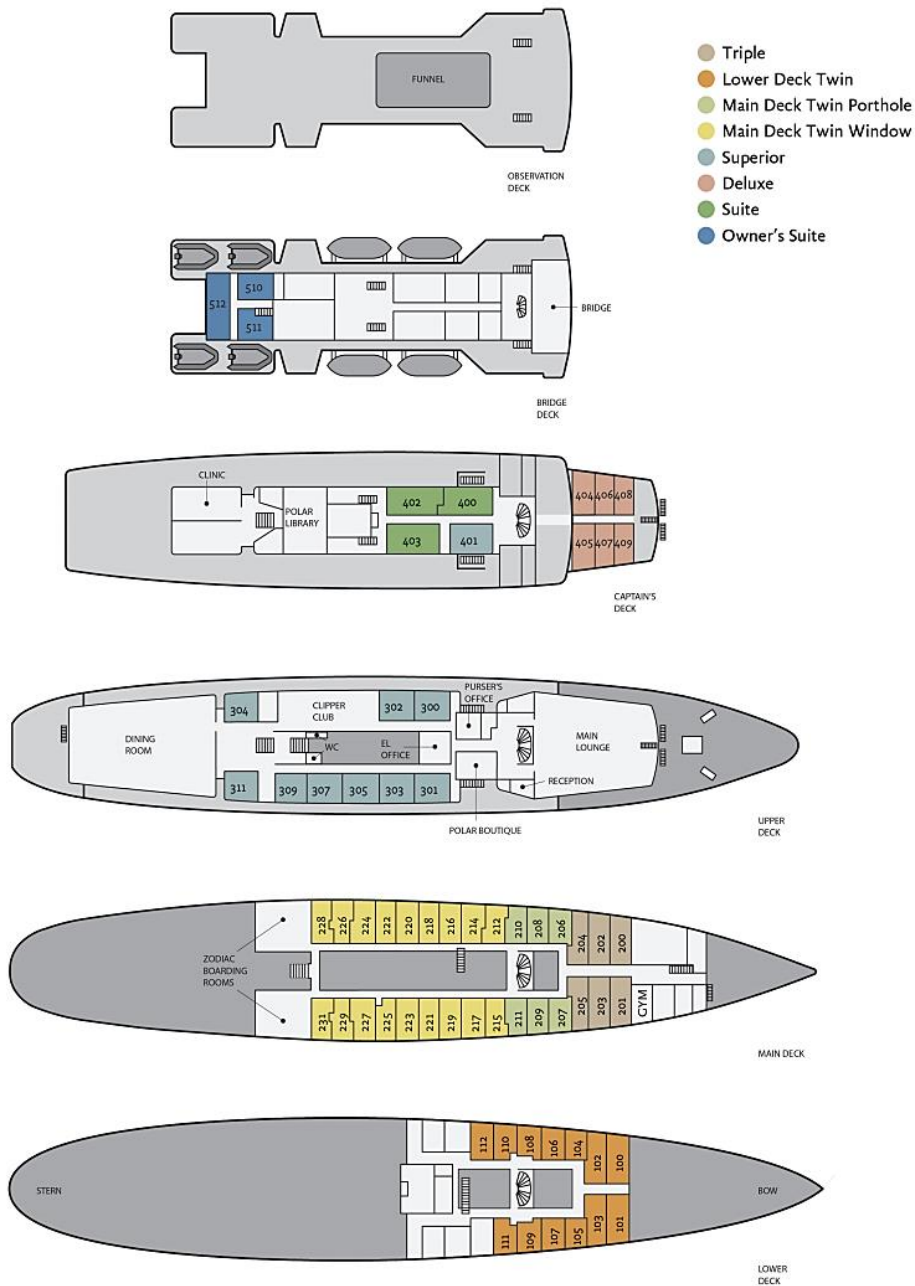 FUNNEL
OBSERVATION
DECK
Triple
Lower Deck Twin
Main Deck Twin Porthole
Main Deck Twin Window
Superior
Deluxe
Suite
Owner's Suite
512
510
511
BRIDGE
BRIDGE
DECK
CLINIC
POLAR
LIBRARY
402
400
403
401
404
406
408
405
407
409
CAPTAIN'S
DECK
DINING
ROOM
304
CLIPPER
CLUB
302
300
PURSER'S
OFFICE
WC
EL
OFFICE
MAIN
LOUNGE
311
309
307
305
303
301
RECEPTION
POLAR BOUTIQUE
UPPER
DECK
ZODIAC
BOARDING
ROOMS
228
226
224
222
220
218
216
214
212
210
208
206
204
202
200
231
229
227
225
223
221
219
217
215
211
209
207
205
203
201
GYM
MAIN DECK
STERN
112
110
108
106
104
102
100
111
109
107
105
103
101
BOW
LOWER
DECK